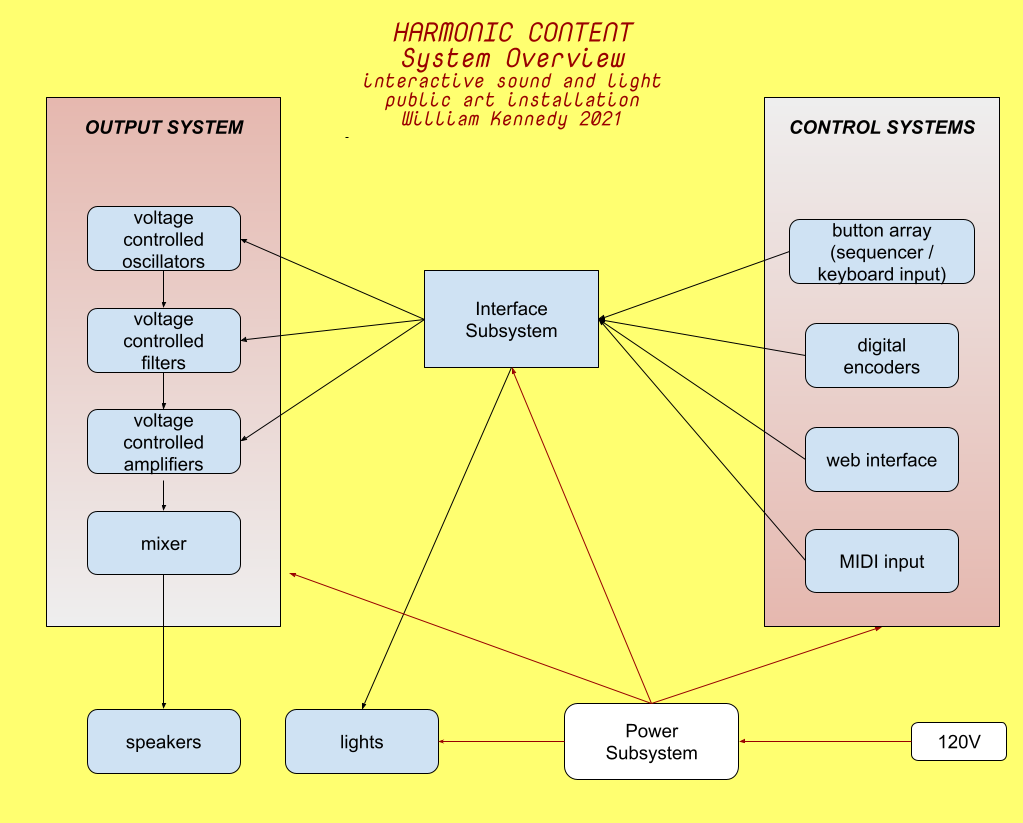 HARMONIC CONTENT
System Overview
interactive sound and light
public art installation
William Kennedy 2021
-
OUTPUT SYSTEM
voltage
controlled
oscillators
voltage
controlled
filters
voltage
controlled
amplifiers
mixer
speakers
Interface
Subsystem
lights
CONTROL SYSTEMS
button array
(sequencer /
keyboard input)
digital
encoders
web interface
MIDI input
Power
Subsystem
120V